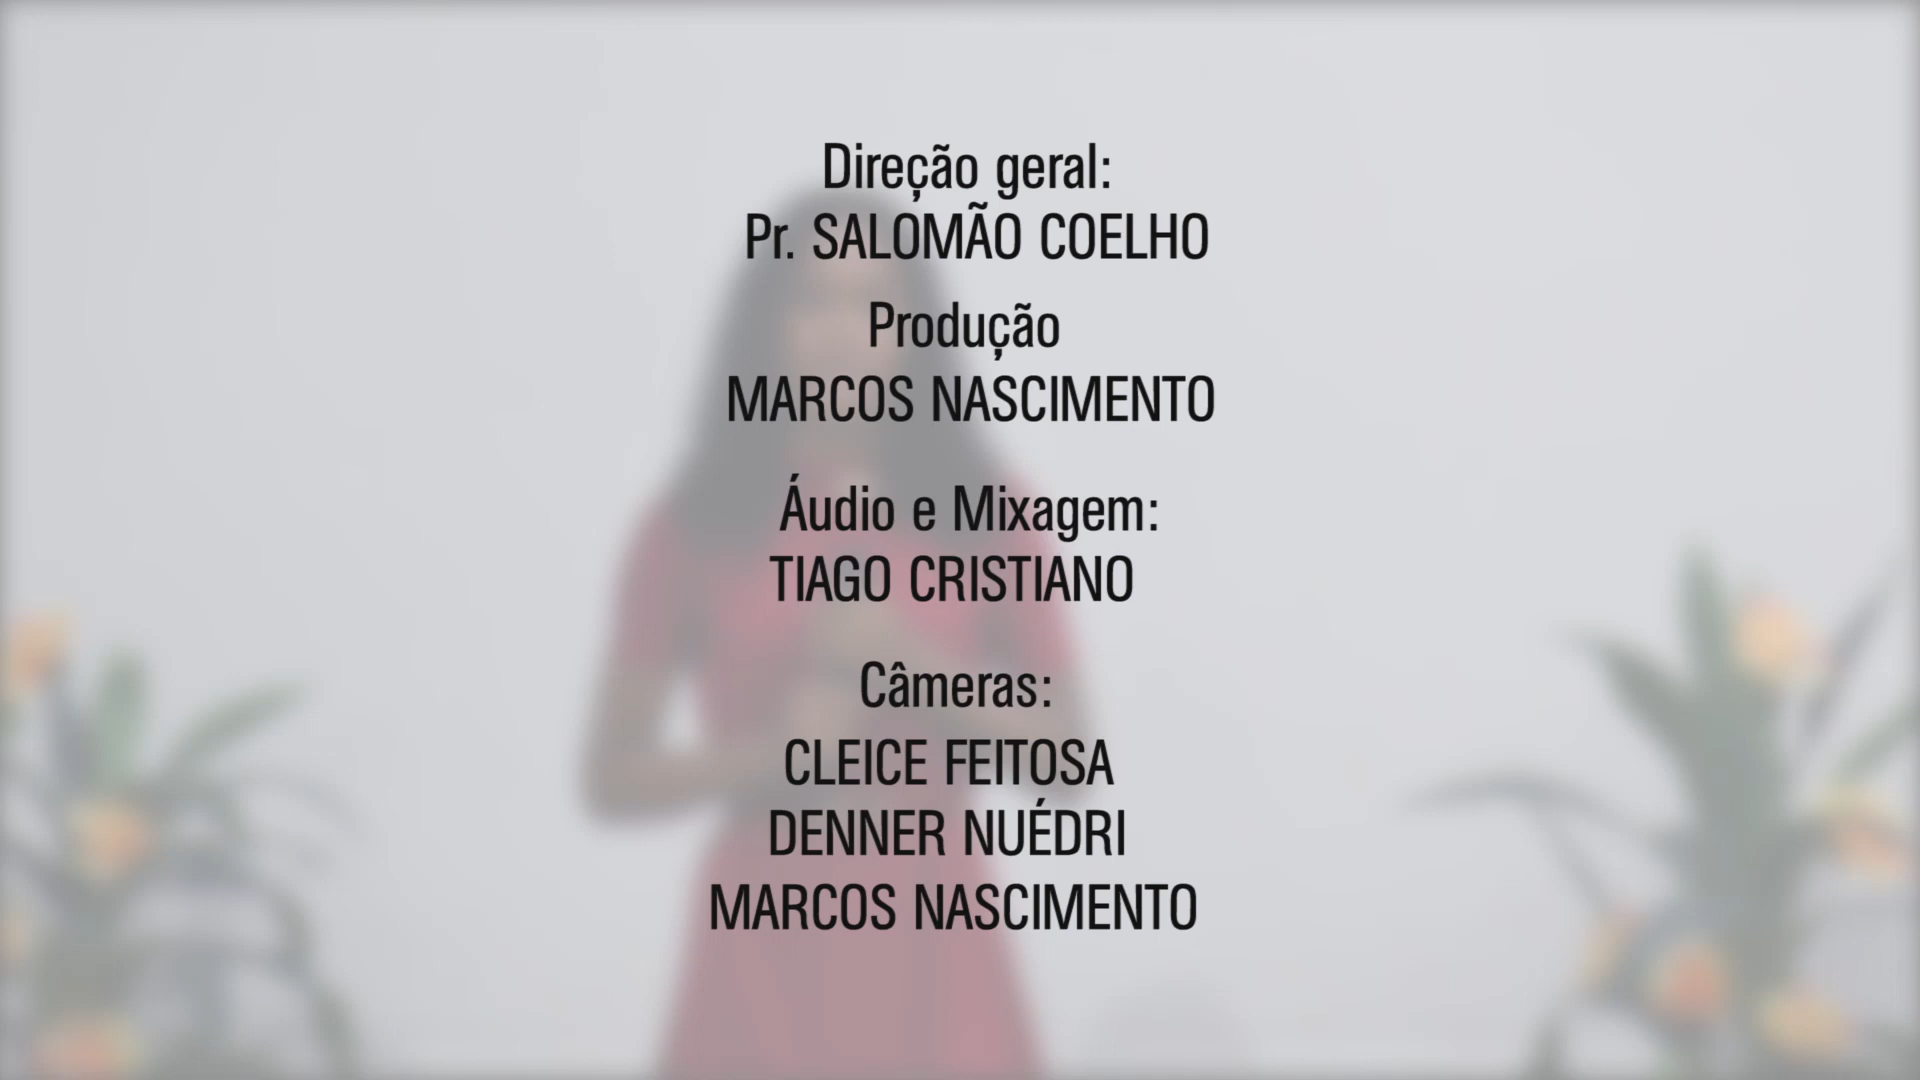 Direção geral:
Pr. SALOMÃO COELHO
Produção
MARCOS NASCIMENTO
Áudio e Mixagem:
TIAGO CRISTIANO
Câmeras:
CLEICE FEITOSA
DENNER NUÉDRI
MARCOS NASCIMENTO